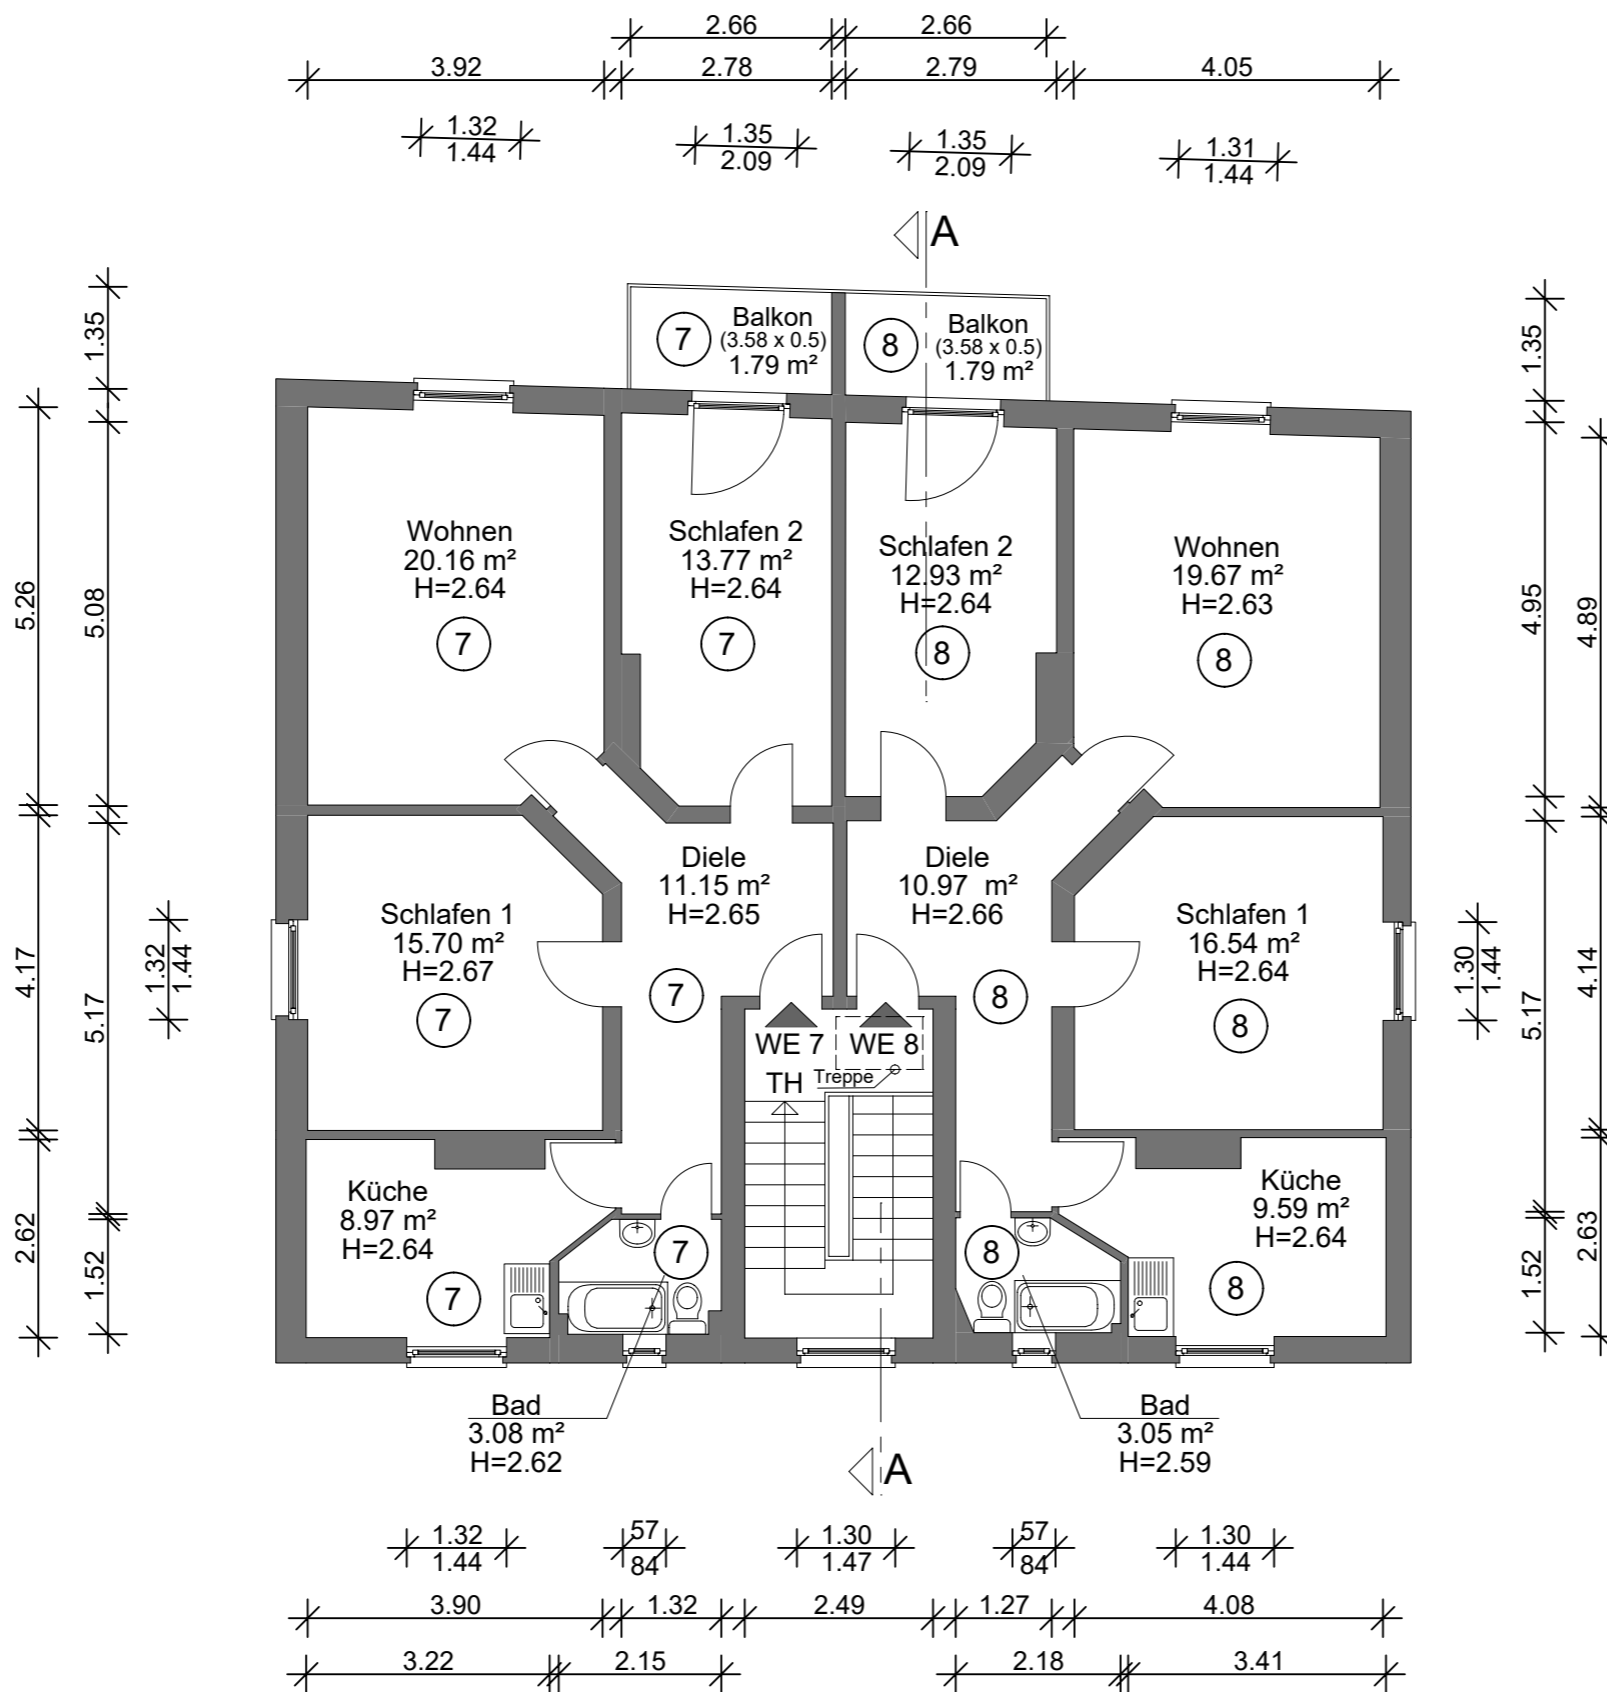 2.66
2.66
3.92
2.78
2.79
4.05
1.32
1.44
1.35
2.09
1.35
2.09
1.31
1.44
A
1.35
1.35
7
Balkon
(3.58 x 0.5)
1.79 m²
8
Balkon
(3.58 x 0.5)
1.79 m²
5.26
5.08
Wohnen
20.16 m²
H=2.64
7
Schlafen 2
13.77 m²
H=2.64
7
Schlafen 2
12.93 m²
H=2.64
8
Wohnen
19.67 m²
H=2.63
8
4.95
4.89
4.17
5.17
1.32
1.44
Schlafen 1
15.70 m²
H=2.67
7
Diele
11.15 m²
H=2.65
7
Diele
10.97 m²
H=2.66
8
Schlafen 1
16.54 m²
H=2.64
8
1.30
1.44
5.17
4.14
WE 7
WE 8
TH
Treppe
2.62
1.52
Küche
8.97 m²
H=2.64
7
7
8
Küche
9.59 m²
H=2.64
8
1.52
2.63
Bad
3.08 m²
H=2.62
Bad
3.05 m²
H=2.59
A
1.32
1.44
57
84
1.30
1.47
57
84
1.30
1.44
3.90
1.32
2.49
1.27
4.08
3.22
2.15
2.18
3.41